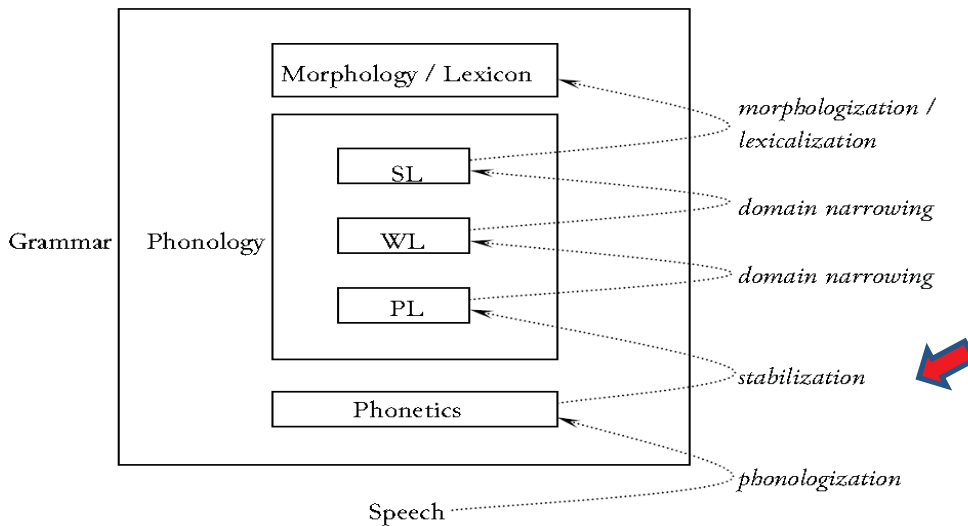 Morphology / Lexicon
morphologization /
lexicalization
SL
domain narrowing
Grammar
Phonology
WL
domain narrowing
PL
stabilization
Phonetics
phonologization
Speech